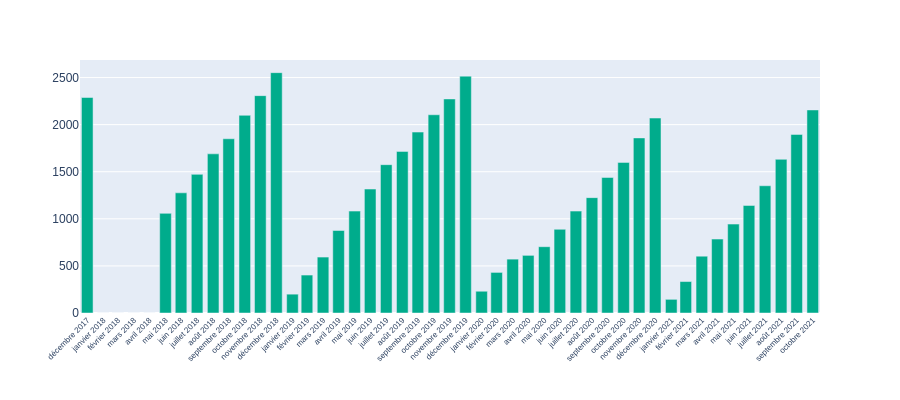 2500
2000
1500
1000
500
0
décembre 2017
janvier 2018
février 2018
mars 2018
avril 2018
mai 2018
juin 2018
juillet 2018
août 2018
septembre 2018
octobre 2018
novembre 2018
décembre 2018
janvier 2019
février 2019
mars 2019
avril 2019
mai 2019
juin 2019
juillet 2019
août 2019
septembre 2019
octobre 2019
novembre 2019
décembre 2019
janvier 2020
février 2020
mars 2020
avril 2020
mai 2020
juin 2020
juillet 2020
août 2020
septembre 2020
octobre 2020
novembre 2020
décembre 2020
janvier 2021
février 2021
mars 2021
avril 2021
mai 2021
juin 2021
juillet 2021
août 2021
septembre 2021
octobre 2021